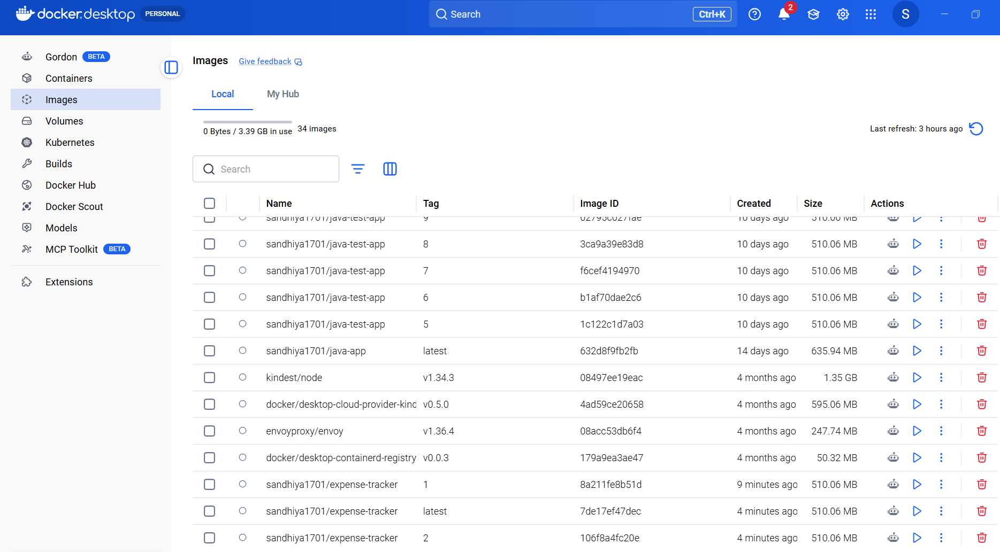 docker.desktop PERSONAL Search Ctrl+K 2 S
Gordon BETA
Containers
Images
Volumes
Kubernetes
Builds
Docker Hub
Docker Scout
Models
MCP Toolkit BETA
Extensions
Images Give feedback
Local My Hub
0 Bytes / 3.39 GB in use 34 images Last refresh: 3 hours ago
Search
Name Tag Image ID Created Size Actions
sandhiya1701/java-test-app 9 02795c027fae 10 days ago 510.06 MB
sandhiya1701/java-test-app 8 3ca9a39e83d8 10 days ago 510.06 MB
sandhiya1701/java-test-app 7 f6cef4194970 10 days ago 510.06 MB
sandhiya1701/java-test-app 6 b1af70dae2c6 10 days ago 510.06 MB
sandhiya1701/java-test-app 5 1c122c1d7a03 10 days ago 510.06 MB
sandhiya1701/java-app latest 632d8f9fb2fb 14 days ago 635.94 MB
kindest/node v1.34.3 08497ee19eac 4 months ago 1.35 GB
docker/desktop-cloud-provider-kind v0.5.0 4ad59ce20658 4 months ago 595.06 MB
envoyproxy/envoy v1.36.4 08acc53db6f4 4 months ago 247.74 MB
docker/desktop-containerd-registry v0.0.3 179a9ea3ae47 4 months ago 50.32 MB
sandhiya1701/expense-tracker 1 8a211fe8b51d 9 minutes ago 510.06 MB
sandhiya1701/expense-tracker latest 7de17ef47dec 4 minutes ago 510.06 MB
sandhiya1701/expense-tracker 2 106f8a4fc20e 4 minutes ago 510.06 MB